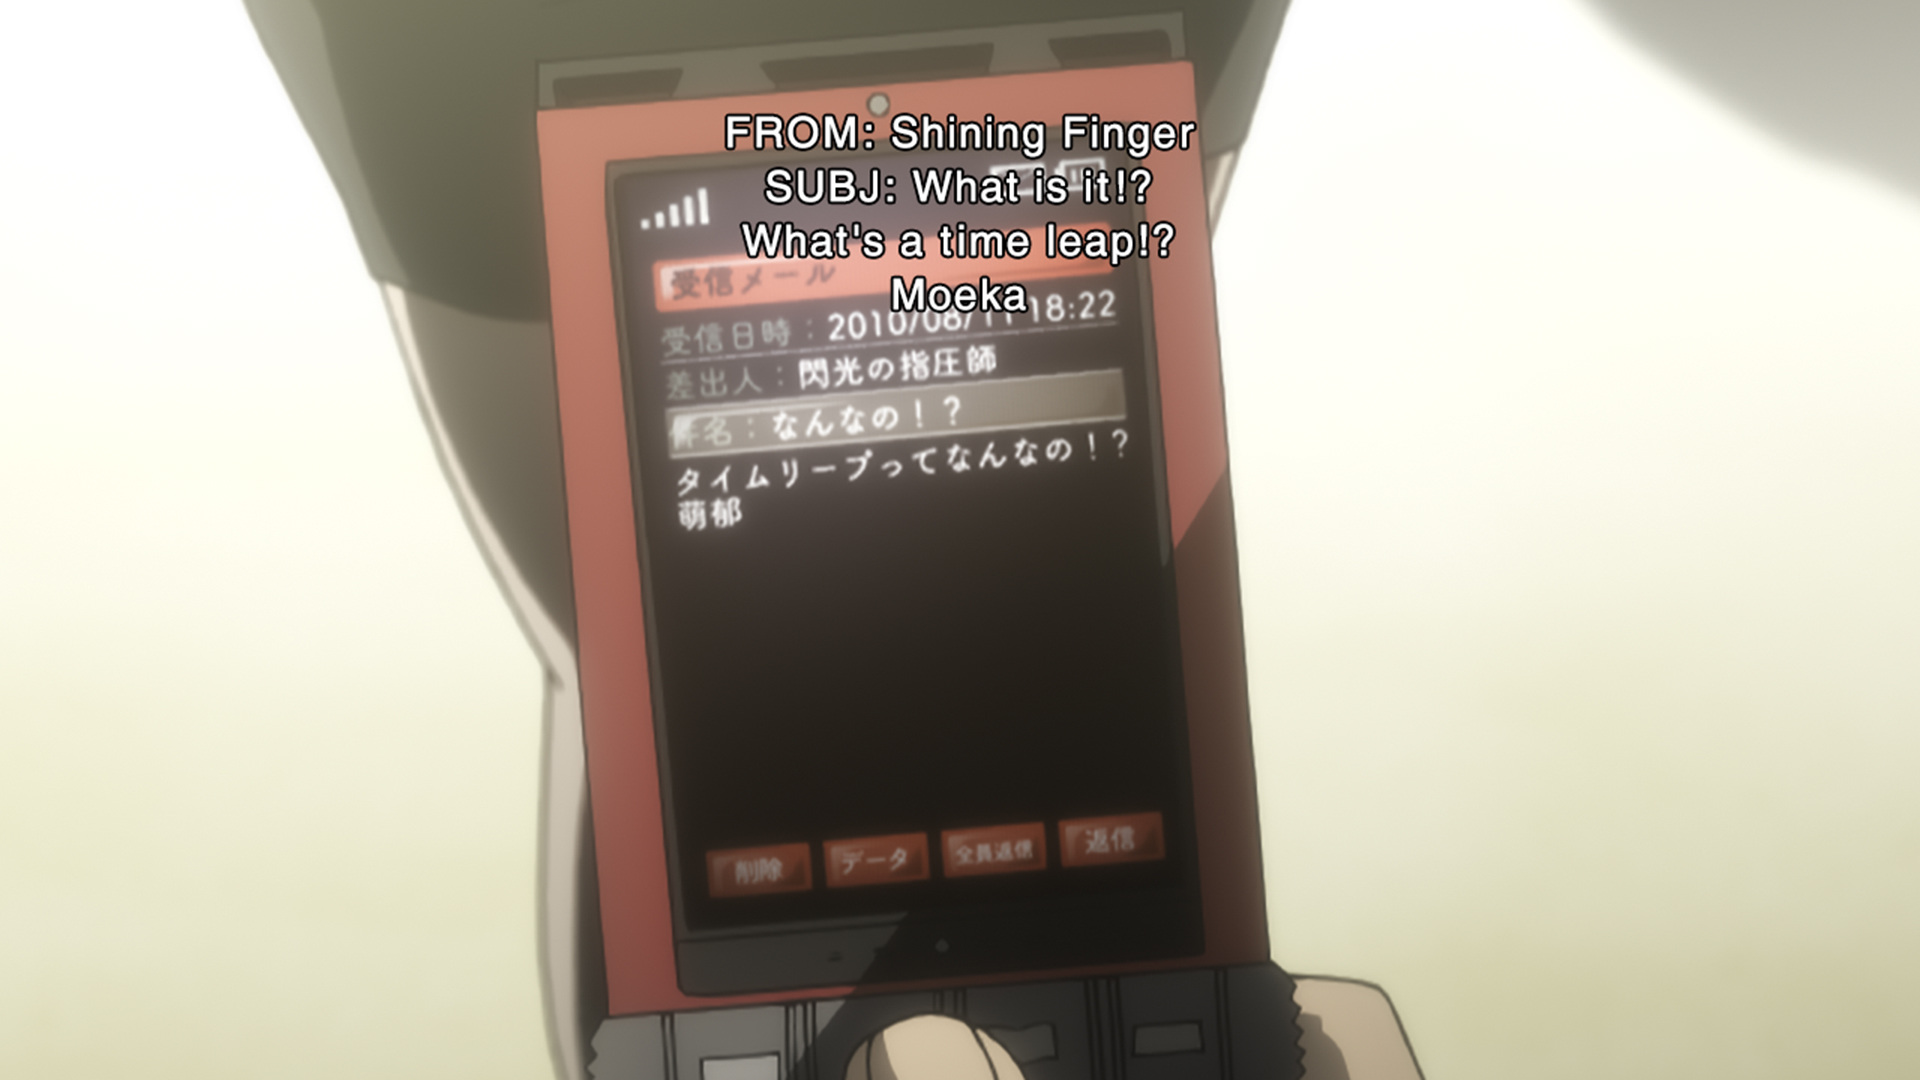 FROM: Shining Finger
SUBJ: What is it!?
What's a time leap!?
Moeka
受信メール
受信日時：2010/08/11 18:22
差出人：閃光の指圧師
件名：なんなの！？
タイムリープってなんなの！？
萌郁
削除 データ 全員返信 返信